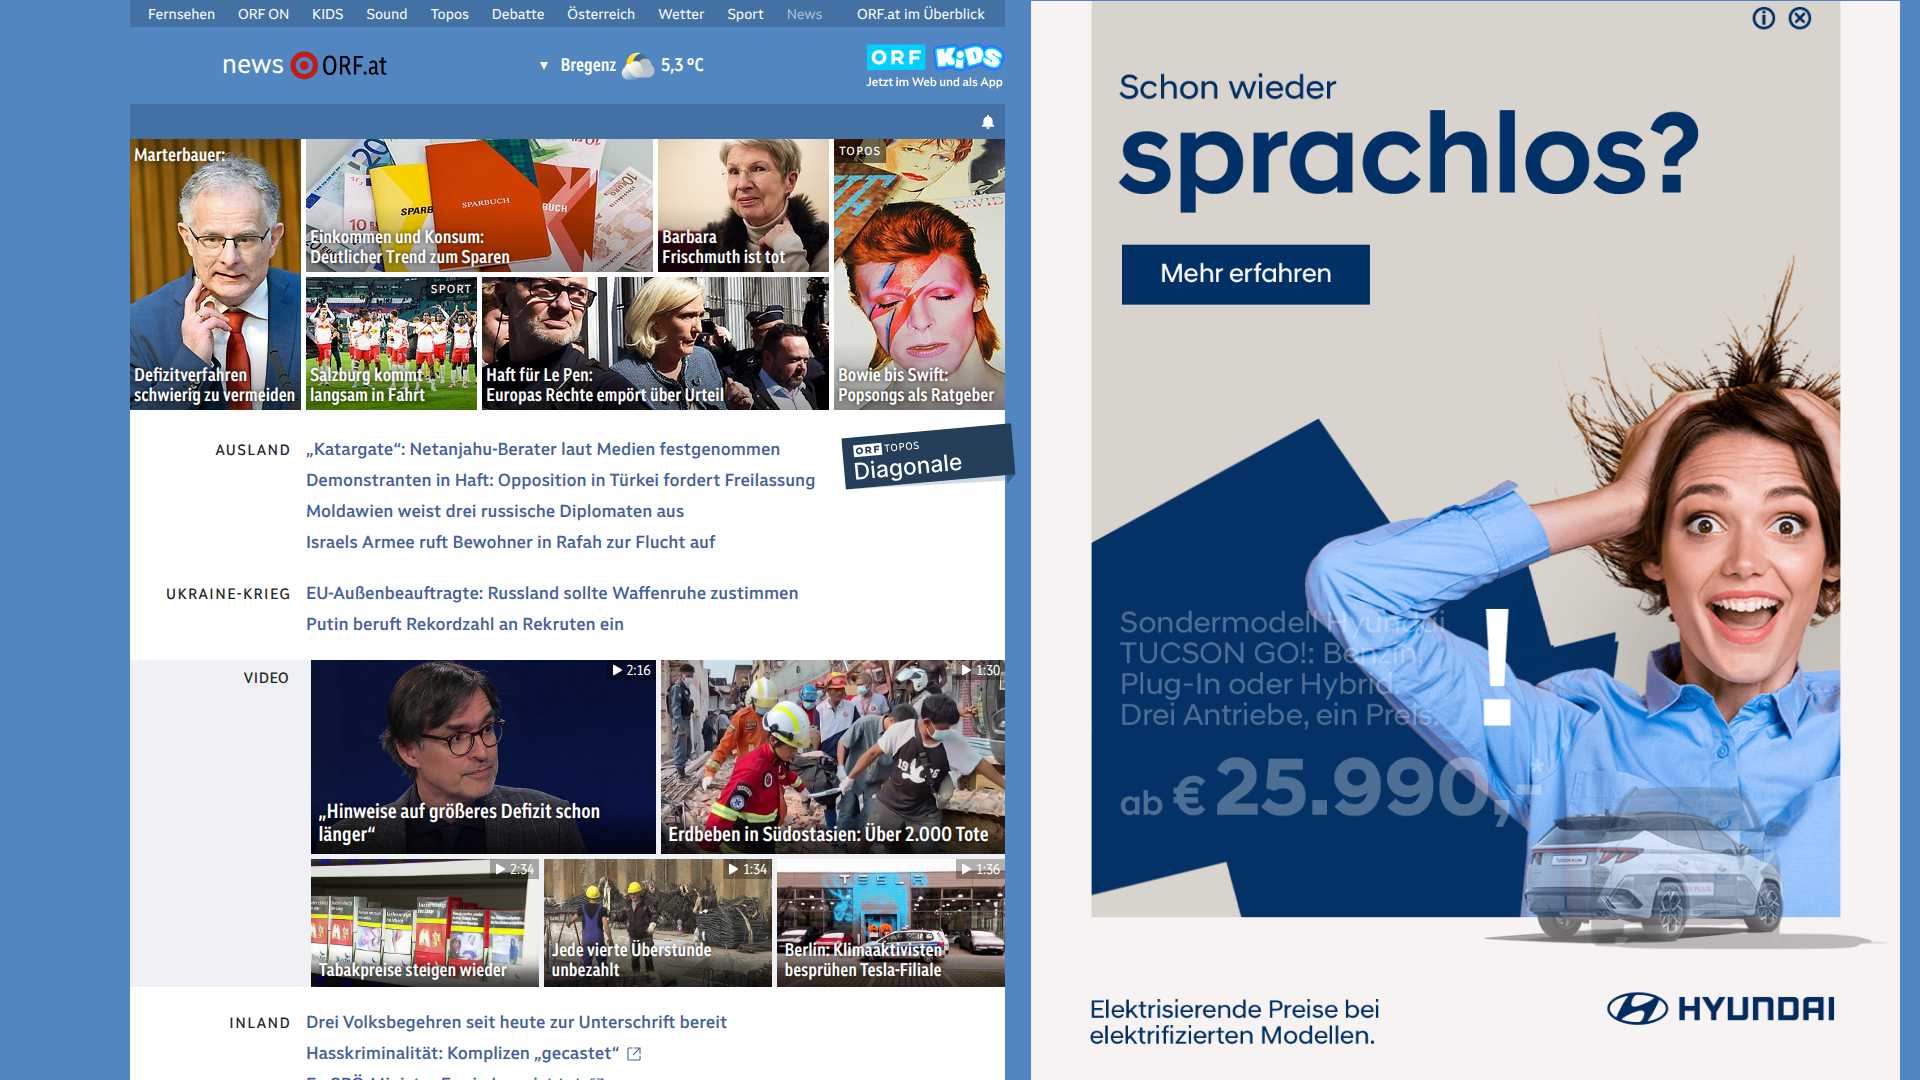 Fernsehen ORF ON KIDS Sound Topos Debatte Österreich Wetter Sport News ORF.at im Überblick
news ORF.at
Bregenz 5,3 °C
ORF KIDS
Jetzt im Web und als App
Marterbauer:
Defizitverfahren
schwierig zu vermeiden
SPARBUCH
Einkommen und Konsum:
Deutlicher Trend zum Sparen
Barbara
Frischmuth ist tot
TOPOS
DAVID
Bowie bis Swift:
Popsongs als Ratgeber
SPORT
Salzburg kommt
langsam in Fahrt
Haft für Le Pen:
Europas Rechte empört über Urteil
AUSLAND
„Katargate“: Netanjahu-Berater laut Medien festgenommen
Demonstranten in Haft: Opposition in Türkei fordert Freilassung
Moldawien weist drei russische Diplomaten aus
Israels Armee ruft Bewohner in Rafah zur Flucht auf
ORF TOPOS
Diagonale
UKRAINE-KRIEG
EU-Außenbeauftragte: Russland sollte Waffenruhe zustimmen
Putin beruft Rekordzahl an Rekruten ein
VIDEO
2:16
„Hinweise auf größeres Defizit schon
länger“
1:30
Erdbeben in Südostasien: Über 2.000 Tote
2:34
Tabakpreise steigen wieder
1:34
Jede vierte Überstunde
unbezahlt
1:36
TESLA
Berlin: Klimaaktivisten
besprühen Tesla-Filiale
INLAND
Drei Volksbegehren seit heute zur Unterschrift bereit
Hasskriminalität: Komplizen „gecastet“
Schon wieder
sprachlos?
Mehr erfahren
Sondermodell Hyundai
TUCSON GO!: Benzin,
Plug-In oder Hybrid.
Drei Antriebe, ein Preis.
!
ab € 25.990,-*
Elektrisierende Preise bei
elektrifizierten Modellen.
HYUNDAI